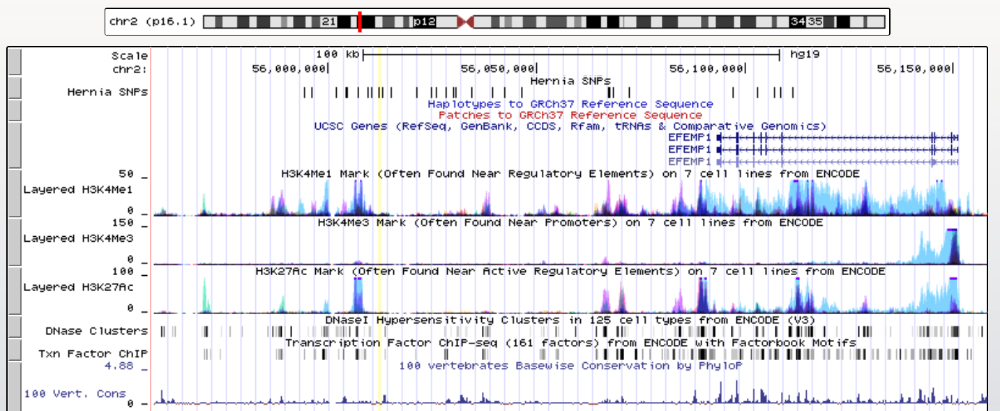 chr2 (p16.1) 21 p12 34 35
Scale 100 kb hg19
chr2: 56,000,000 56,050,000 56,100,000 56,150,000
Hernia SNPs
Hernia SNPs
Haplotypes to GRCh37 Reference Sequence
Patches to GRCh37 Reference Sequence
UCSC Genes (RefSeq, GenBank, CCDS, Rfam, tRNAs & Comparative Genomics)
EFEMP1
EFEMP1
EFEMP1
50 H3K4Me1 Mark (Often Found Near Regulatory Elements) on 7 cell lines from ENCODE
Layered H3K4Me1
0
150 H3K4Me3 Mark (Often Found Near Promoters) on 7 cell lines from ENCODE
Layered H3K4Me3
0
100 H3K27Ac Mark (Often Found Near Active Regulatory Elements) on 7 cell lines from ENCODE
Layered H3K27Ac
0
DNaseI Hypersensitivity Clusters in 125 cell types from ENCODE (V3)
DNase Clusters
Transcription Factor ChIP-seq (161 factors) from ENCODE with Factorbook Motifs
Txn Factor ChIP
4.88 100 vertebrates Basewise Conservation by PhyloP
100 Vert. Cons
0